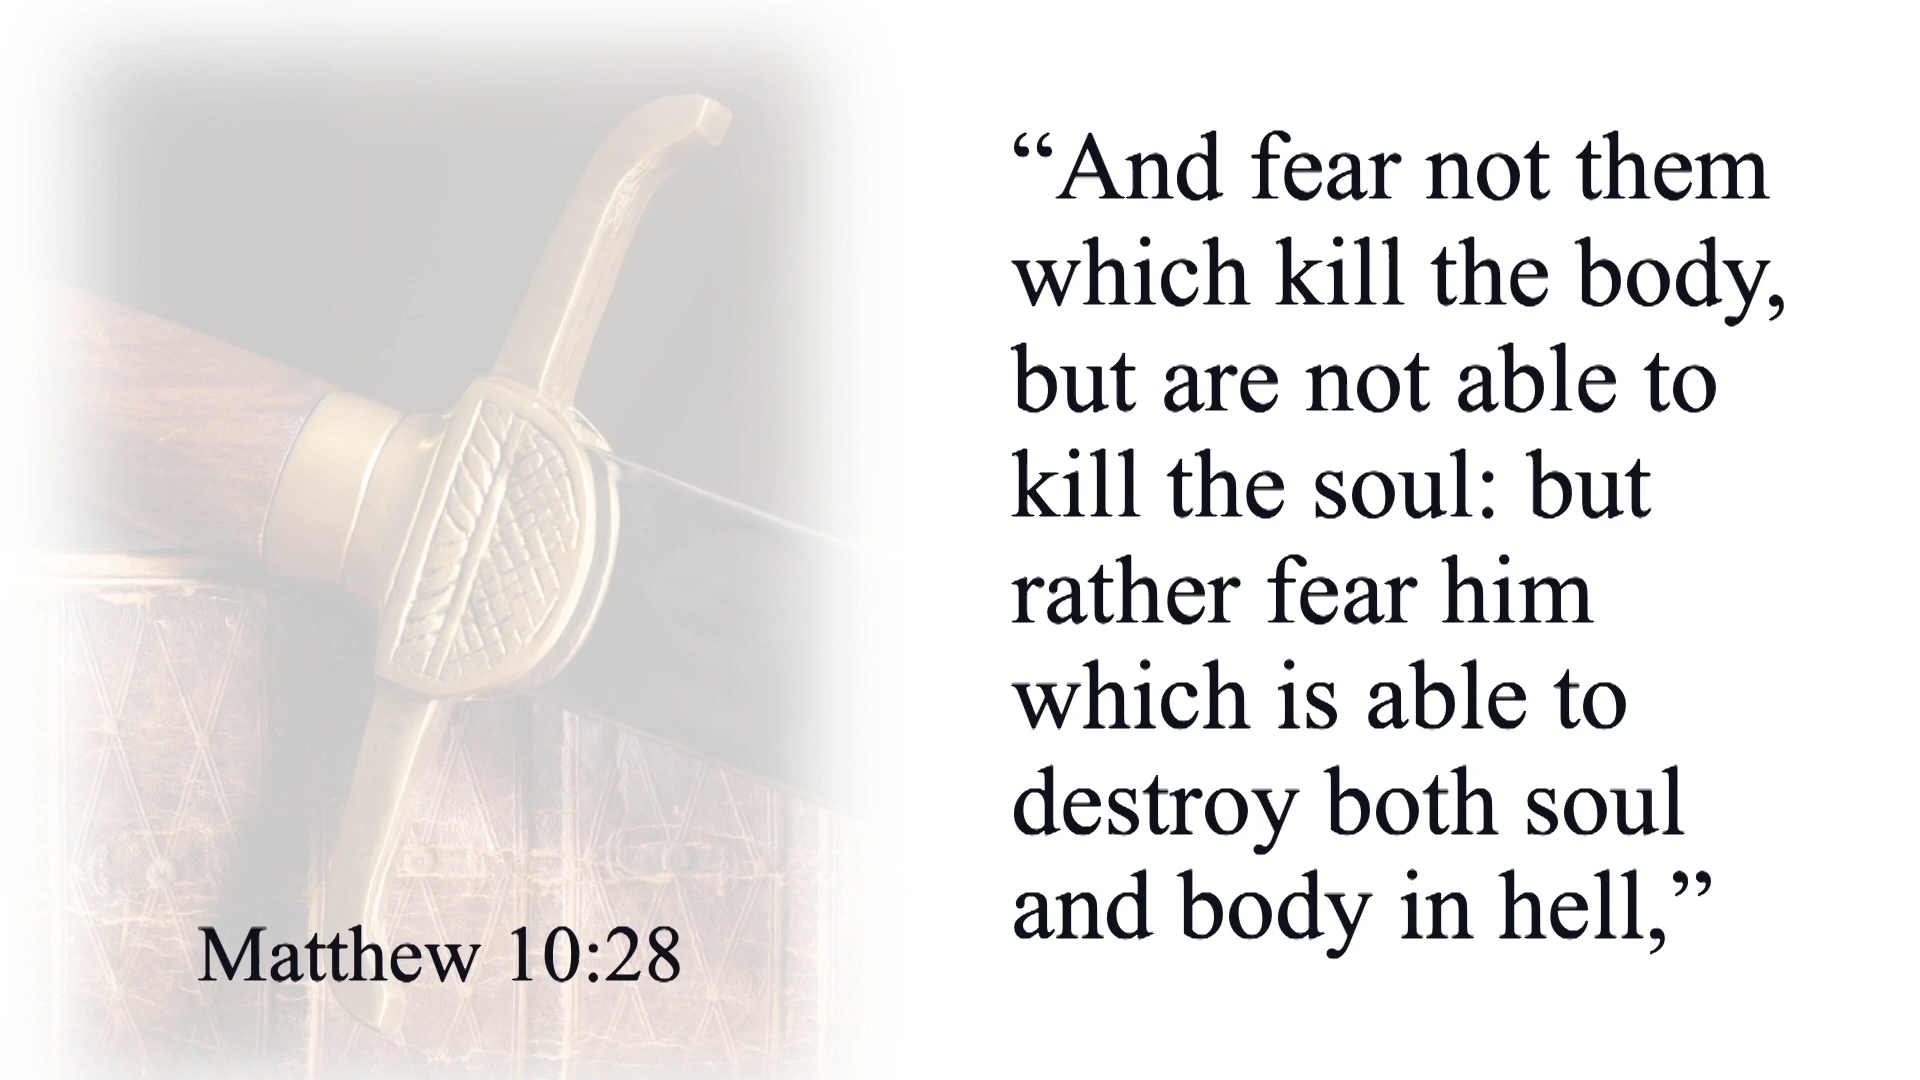 “And fear not them
which kill the body,
but are not able to
kill the soul: but
rather fear him
which is able to
destroy both soul
and body in hell,”
Matthew 10:28